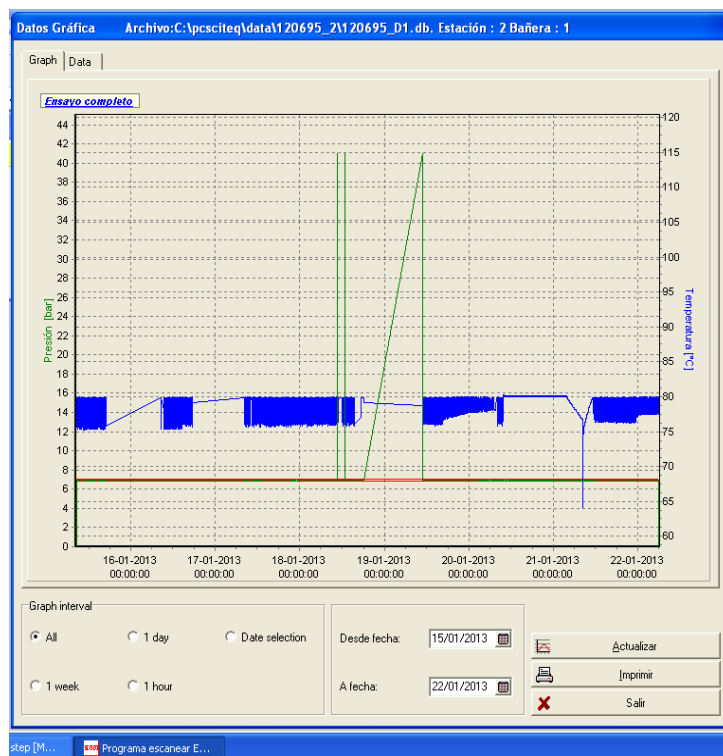 Datos Gráfica Archivo:C:\pcsciteq\data\120695_2\120695_D1.db. Estación : 2 Bañera : 1
Graph Data
Ensayo completo
44
42
40
38
36
34
32
30
28
26
24
22
20
18
16
14
12
10
8
6
4
2
0
Presión [bar]
120
115
110
105
100
95
90
85
80
75
70
65
60
Temperatura [°C]
16-01-2013 17-01-2013 18-01-2013 19-01-2013 20-01-2013 21-01-2013 22-01-2013
00:00:00 00:00:00 00:00:00 00:00:00 00:00:00 00:00:00 00:00:00
Graph interval
All 1 day Date selection
1 week 1 hour
Desde fecha: 15/01/2013
A fecha: 22/01/2013
Actualizar
Imprimir
Salir
step [M... Programa escanear E...